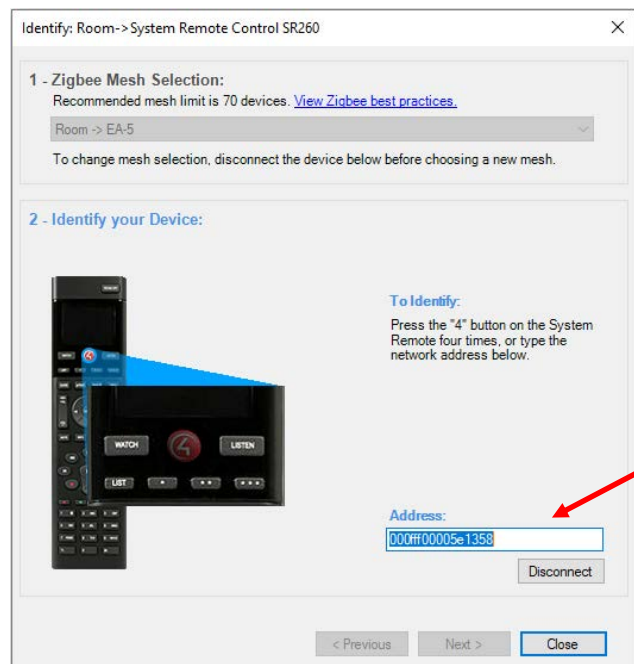 Identify: Room->System Remote Control SR260
1 - Zigbee Mesh Selection:
Recommended mesh limit is 70 devices. View Zigbee best practices.
Room -> EA-5
To change mesh selection, disconnect the device below before choosing a new mesh.
2 - Identify your Device:
To Identify:
Press the "4" button on the System
Remote four times, or type the
network address below.
WATCH
4
LISTEN
LIST
Address:
000fff00005e1358
Disconnect
< Previous
Next >
Close